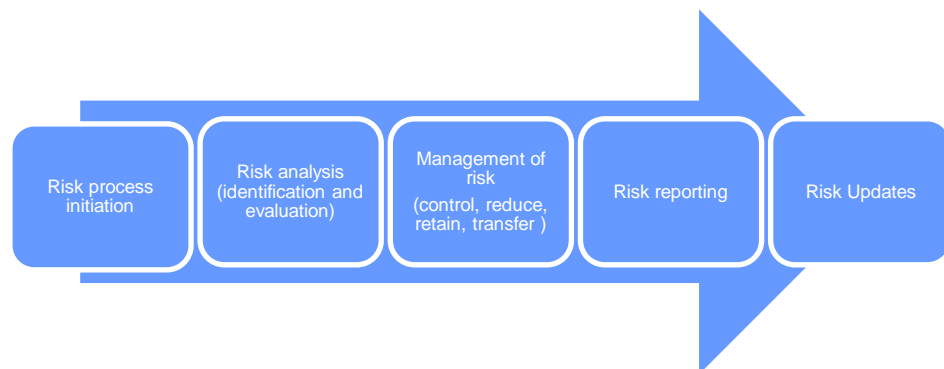 Risk process
initiation
Risk analysis
(identification and
evaluation)
Management of
risk
(control, reduce,
retain, transfer )
Risk reporting
Risk Updates